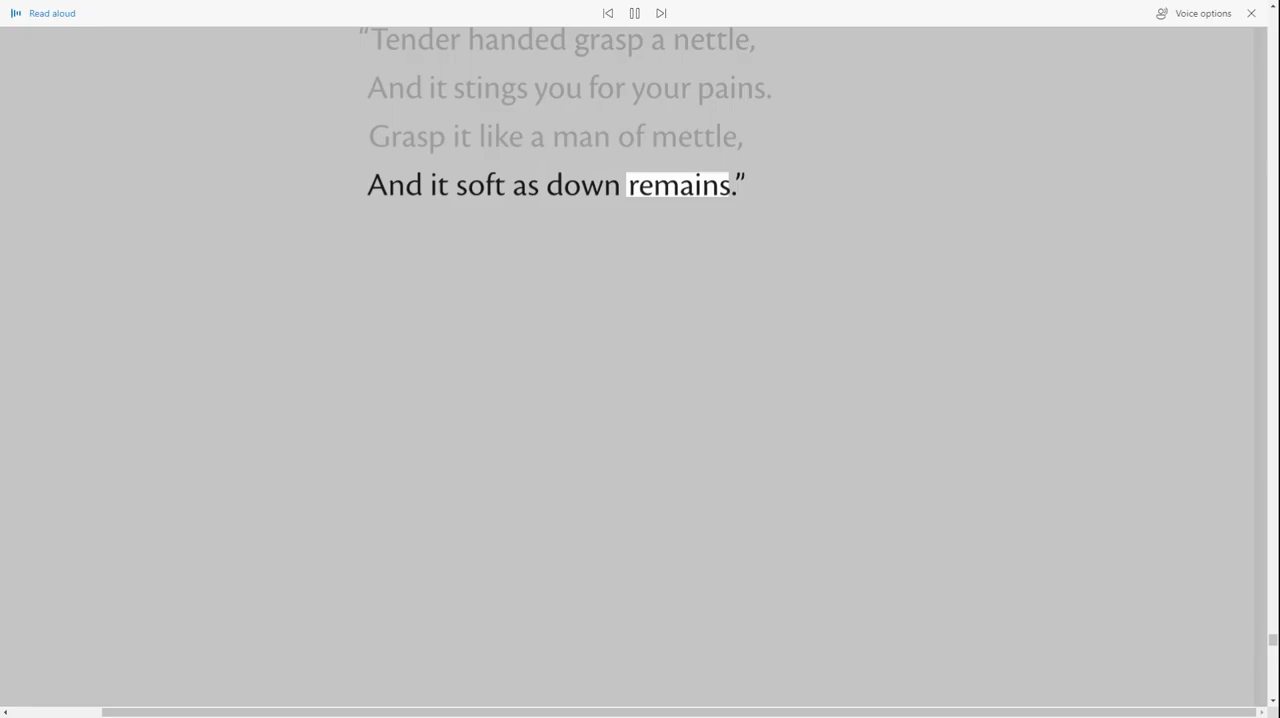 Read aloud
Voice options
“Tender handed grasp a nettle,
And it stings you for your pains.
Grasp it like a man of mettle,
And it soft as down remains.”